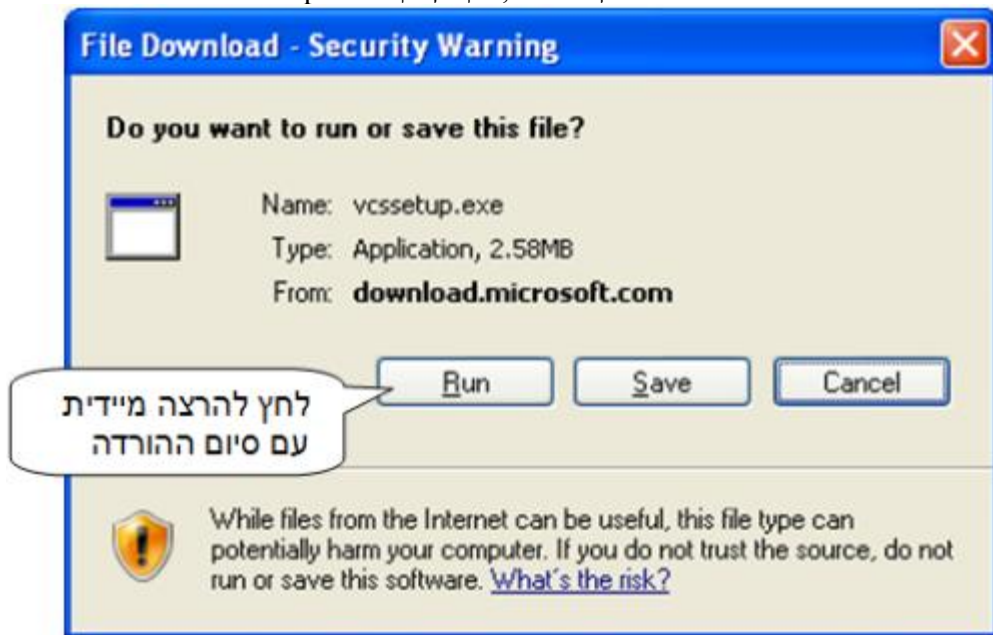 File Download - Security Warning
Do you want to run or save this file?
Name: vcssetup.exe
Type: Application, 2.58MB
From: download.microsoft.com
Run Save Cancel
לחץ להרצה מיידית
עם סיום ההורדה
While files from the Internet can be useful, this file type can
potentially harm your computer. If you do not trust the source, do not
run or save this software. What's the risk?